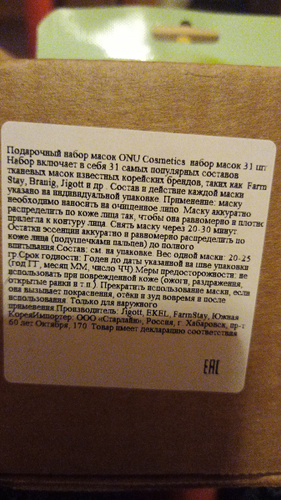 Подарочный набор масок ONU Cosmetics набор масок 31 шт
Набор включает в себя 31 самых популярных составов
тканевых масок известных корейских брендов, таких как Farm
Stay, Branig, Jigott и др . Состав и действие каждой маски
указано на индивидуальной упаковке Применение: маску
необходимо наносить на очищенное лицо Маску аккуратно
распределить по коже лица так, чтобы она равномерно и плотно
прилегла к контуру лица. Снять маску через 20-30 минут
Остатки эссенции аккуратно и равномерно распределить по
коже лица (подушечками пальцев) до полного
впитывания Состав: см. на упаковке Вес одной маски: 20-25
гр Срок годности: Годен до даты указанной на шве упаковки
(год ГГ, месяц ММ, число ЧЧ) Меры предосторожности: не
использовать при поврежденной коже (ожоги, раздражения,
открытые ранки и т.п.). Прекратить использование маски, если
она вызывает покраснения, отёки и зуд вовремя и после
использования. Только для наружного
применения.Производитель: Jigott, EKEL, FarmStay, Южная
КореяИмпортер: ООО «Старлайн», Россия, г. Хабаровск, пр-т
60 лет Октября, 170 Товар имеет декларацию соответствия
EAC